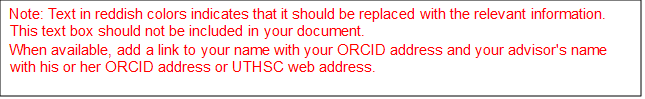 Note: Text in reddish colors indicates that it should be replaced with the relevant information.
This text box should not be included in your document.
When available, add a link to your name with your ORCID address and your advisor's name
with his or her ORCID address or UTHSC web address.